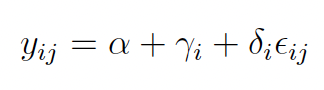 y_{ij} = α + γ_i + δ_i ϵ_{ij}